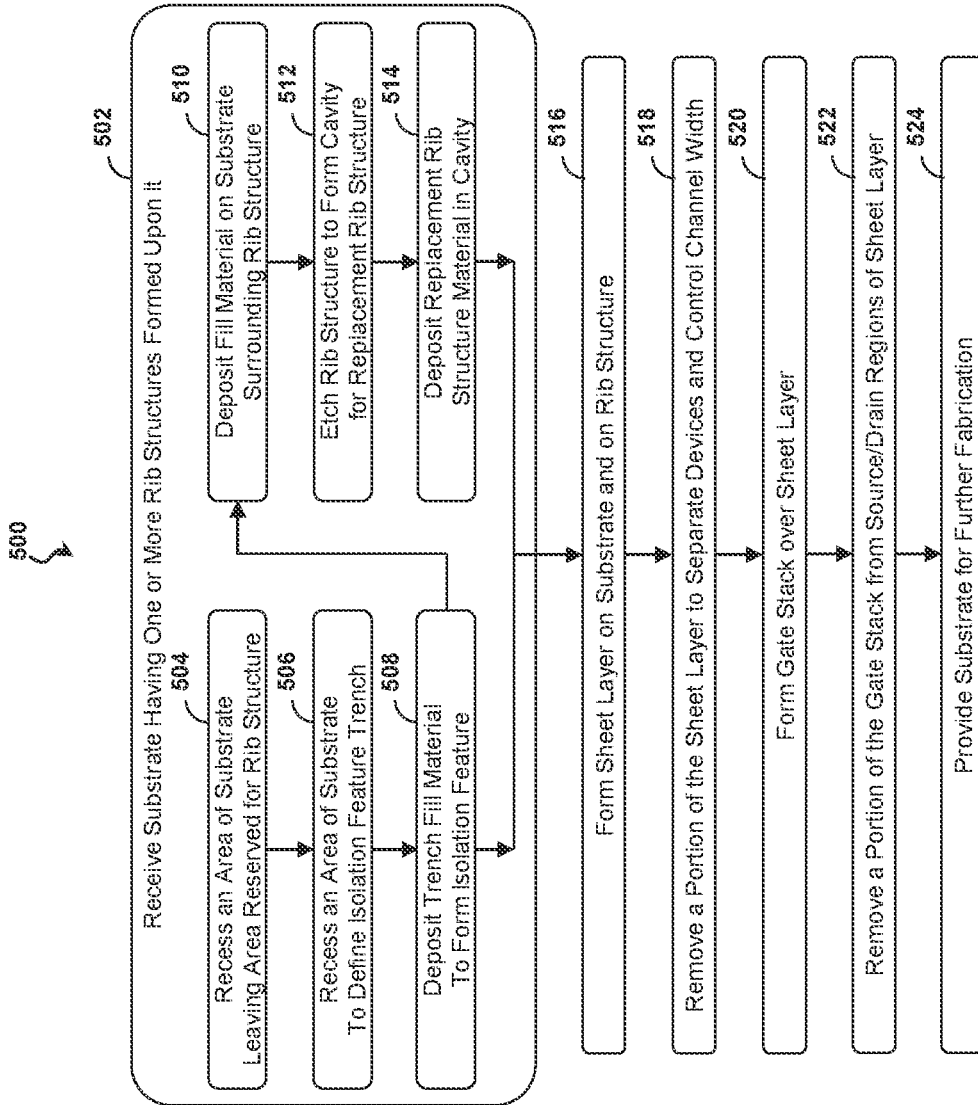 500
502
Receive Substrate Having One or More Rib Structures Formed Upon It
504
Recess an Area of Substrate
Leaving Area Reserved for Rib Structure
506
Recess an Area of Substrate
To Define Isolation Feature Trench
508
Deposit Trench Fill Material
To Form Isolation Feature
510
Deposit Fill Material on Substrate
Surrounding Rib Structure
512
Etch Rib Structure to Form Cavity
for Replacement Rib Structure
514
Deposit Replacement Rib
Structure Material in Cavity
516
Form Sheet Layer on Substrate and on Rib Structure
518
Remove a Portion of the Sheet Layer to Separate Devices and Control Channel Width
520
Form Gate Stack over Sheet Layer
522
Remove a Portion of the Gate Stack from Source/Drain Regions of Sheet Layer
524
Provide Substrate for Further Fabrication